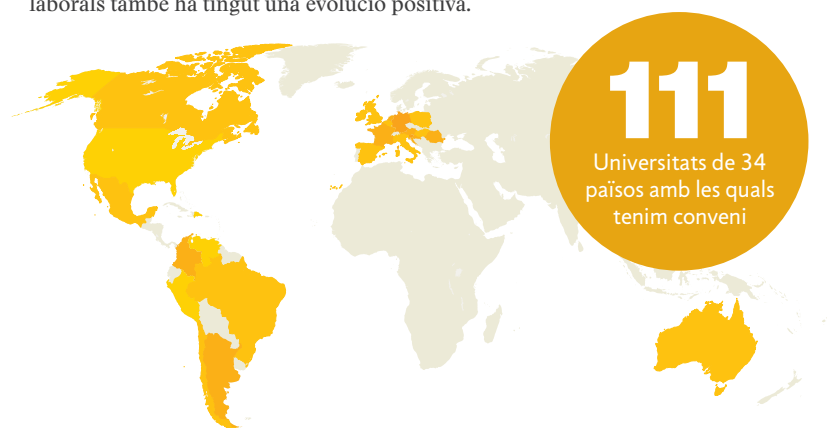 laborals també ha tingut una evolució positiva.
111
Universitats de 34
països amb les quals
tenim conveni